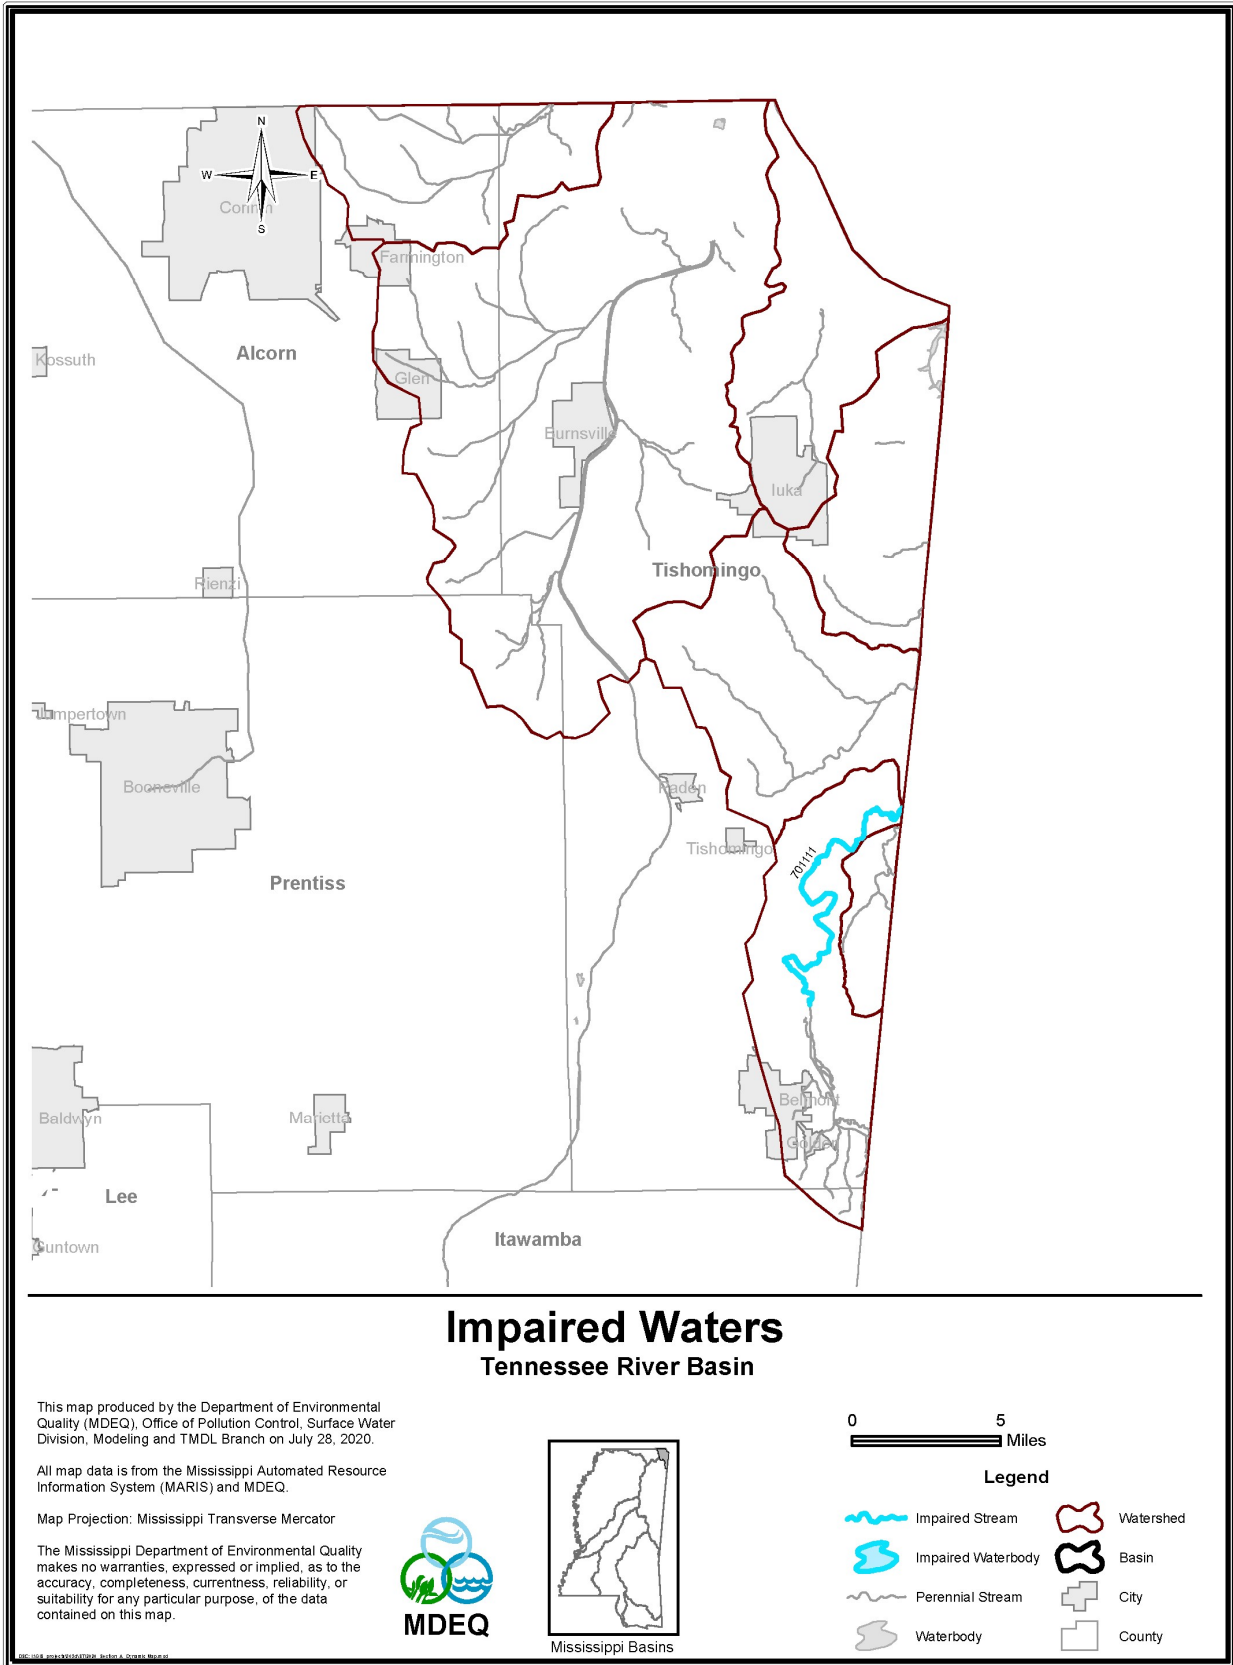 N
W
E
S
Corinth
Farmington
Kossuth
Alcorn
Glen
Burnsville
Iuka
Tishomingo
Rienzi
Jumpertown
Booneville
Paden
Tishomingo
701111
Prentiss
Belmont
Baldwyn
Marietta
Golden
Lee
Itawamba
Guntown
Impaired Waters
Tennessee River Basin
This map produced by the Department of Environmental
Quality (MDEQ), Office of Pollution Control, Surface Water
Division, Modeling and TMDL Branch on July 28, 2020.
All map data is from the Mississippi Automated Resource
Information System (MARIS) and MDEQ.
Map Projection: Mississippi Transverse Mercator
The Mississippi Department of Environmental Quality
makes no warranties, expressed or implied, as to the
accuracy, completeness, currentness, reliability, or
suitability for any particular purpose, of the data
contained on this map.
MDEQ
Mississippi Basins
0 5
Miles
Legend
Impaired Stream
Watershed
Impaired Waterbody
Basin
Perennial Stream
City
Waterbody
County